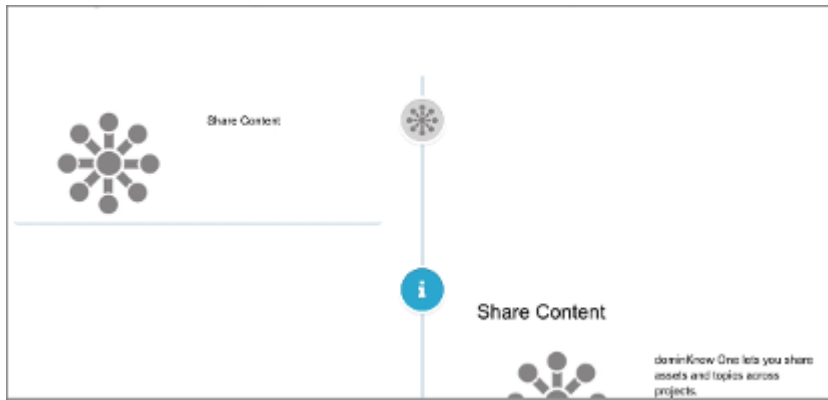 Share Content
i
Share Content
dominKnow One lets you share
assets and topics across
projects.